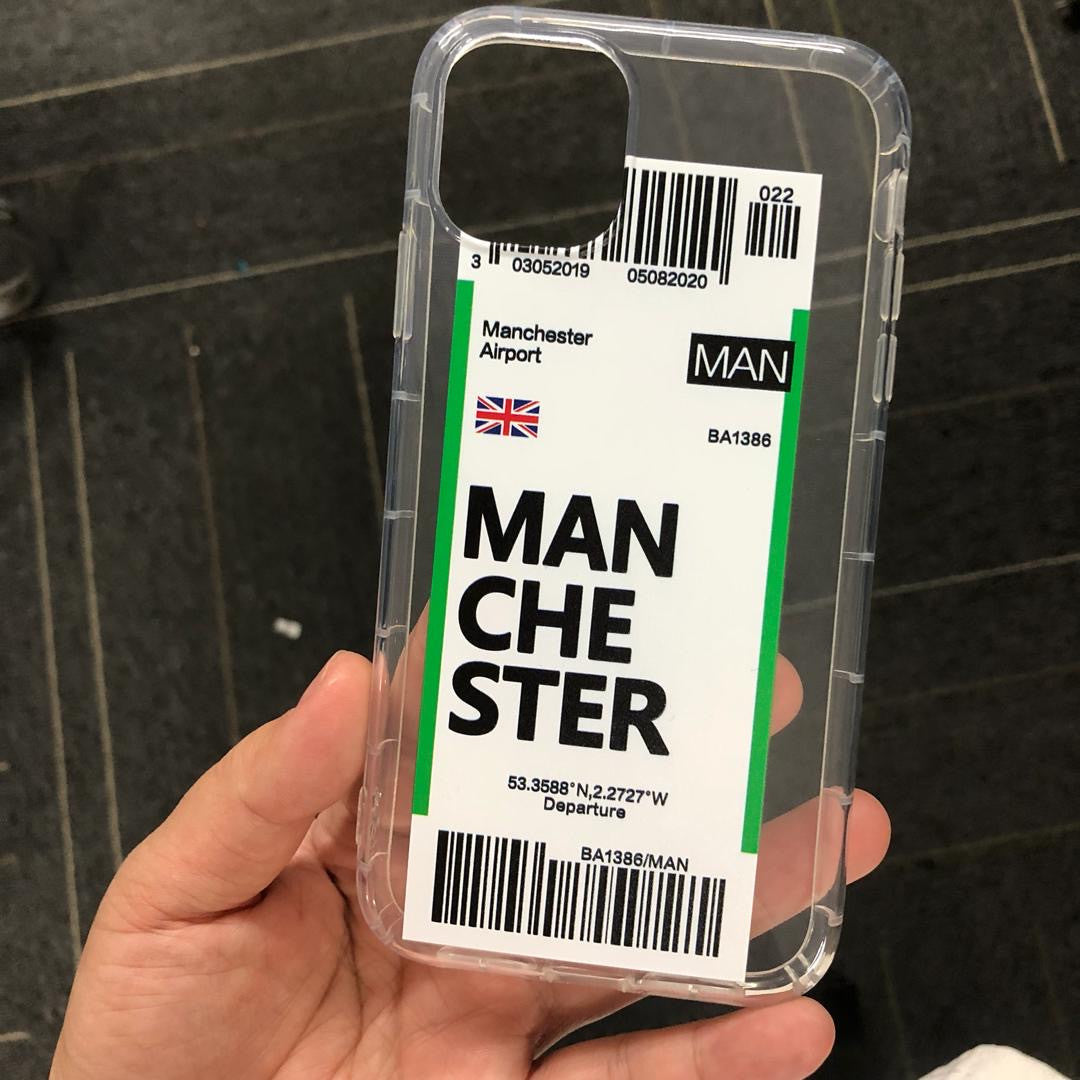 022
3 03052019 05082020
Manchester
Airport
MAN
BA1386
MAN
CHE
STER
53.3588°N,2.2727°W
Departure
BA1386/MAN